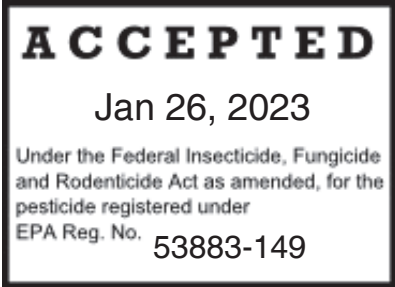 ACCEPTED
Jan 26, 2023
Under the Federal Insecticide, Fungicide
and Rodenticide Act as amended, for the
pesticide registered under
EPA Reg. No. 53883-149